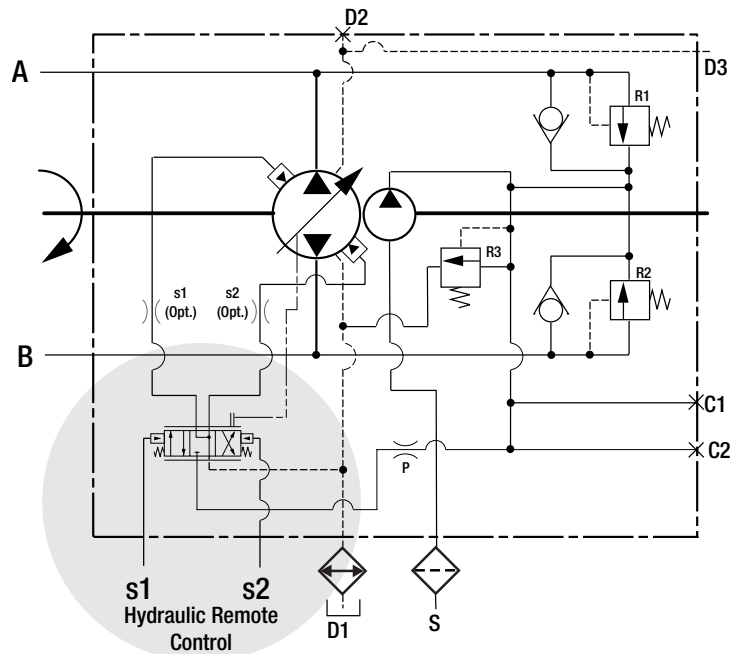 D2
A
D3
R1
s1
(Opt.)
s2
(Opt.)
R3
R2
B
C1
C2
P
s1
s2
Hydraulic Remote
Control
D1
S